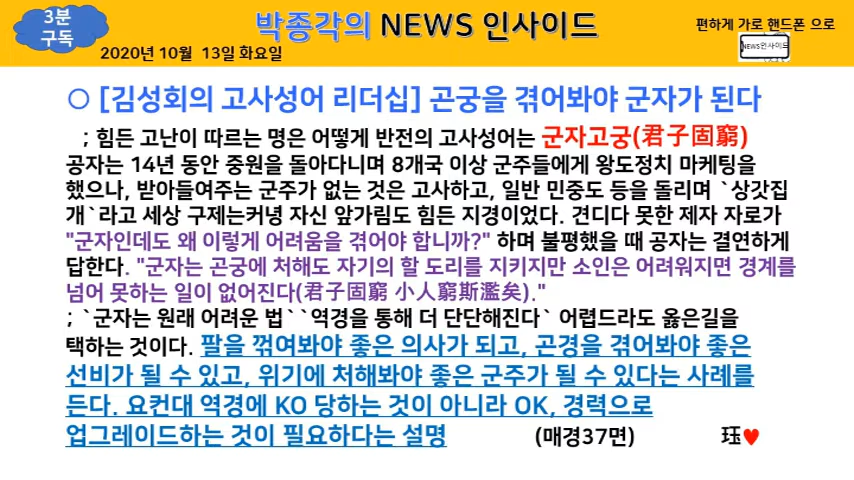 3분
구독
박종각의 NEWS 인사이드
편하게 가로 핸드폰 으로
NEWS인사이드
2020년 10월 13일 화요일
○ [김성회의 고사성어 리더십] 곤궁을 겪어봐야 군자가 된다
; 힘든 고난이 따르는 명은 어떻게 반전의 고사성어는 군자고궁(君子固窮)
공자는 14년 동안 중원을 돌아다니며 8개국 이상 군주들에게 왕도정치 마케팅을
했으나, 받아들여주는 군주가 없는 것은 고사하고, 일반 민중도 등을 돌리며 `상갓집
개`라고 세상 구제는커녕 자신 앞가림도 힘든 지경이었다. 견디다 못한 제자 자로가
"군자인데도 왜 이렇게 어려움을 겪어야 합니까?" 하며 불평했을 때 공자는 결연하게
답한다. "군자는 곤궁에 처해도 자기의 할 도리를 지키지만 소인은 어려워지면 경계를
넘어 못하는 일이 없어진다(君子固窮 小人窮斯濫矣)."
; `군자는 원래 어려운 법``역경을 통해 더 단단해진다` 어렵드라도 옳은길을
택하는 것이다. 팔을 꺾여봐야 좋은 의사가 되고, 곤경을 겪어봐야 좋은
선비가 될 수 있고, 위기에 처해봐야 좋은 군주가 될 수 있다는 사례를
든다. 요컨대 역경에 KO 당하는 것이 아니라 OK, 경력으로
업그레이드하는 것이 필요하다는 설명 (매경37면) 珏♥